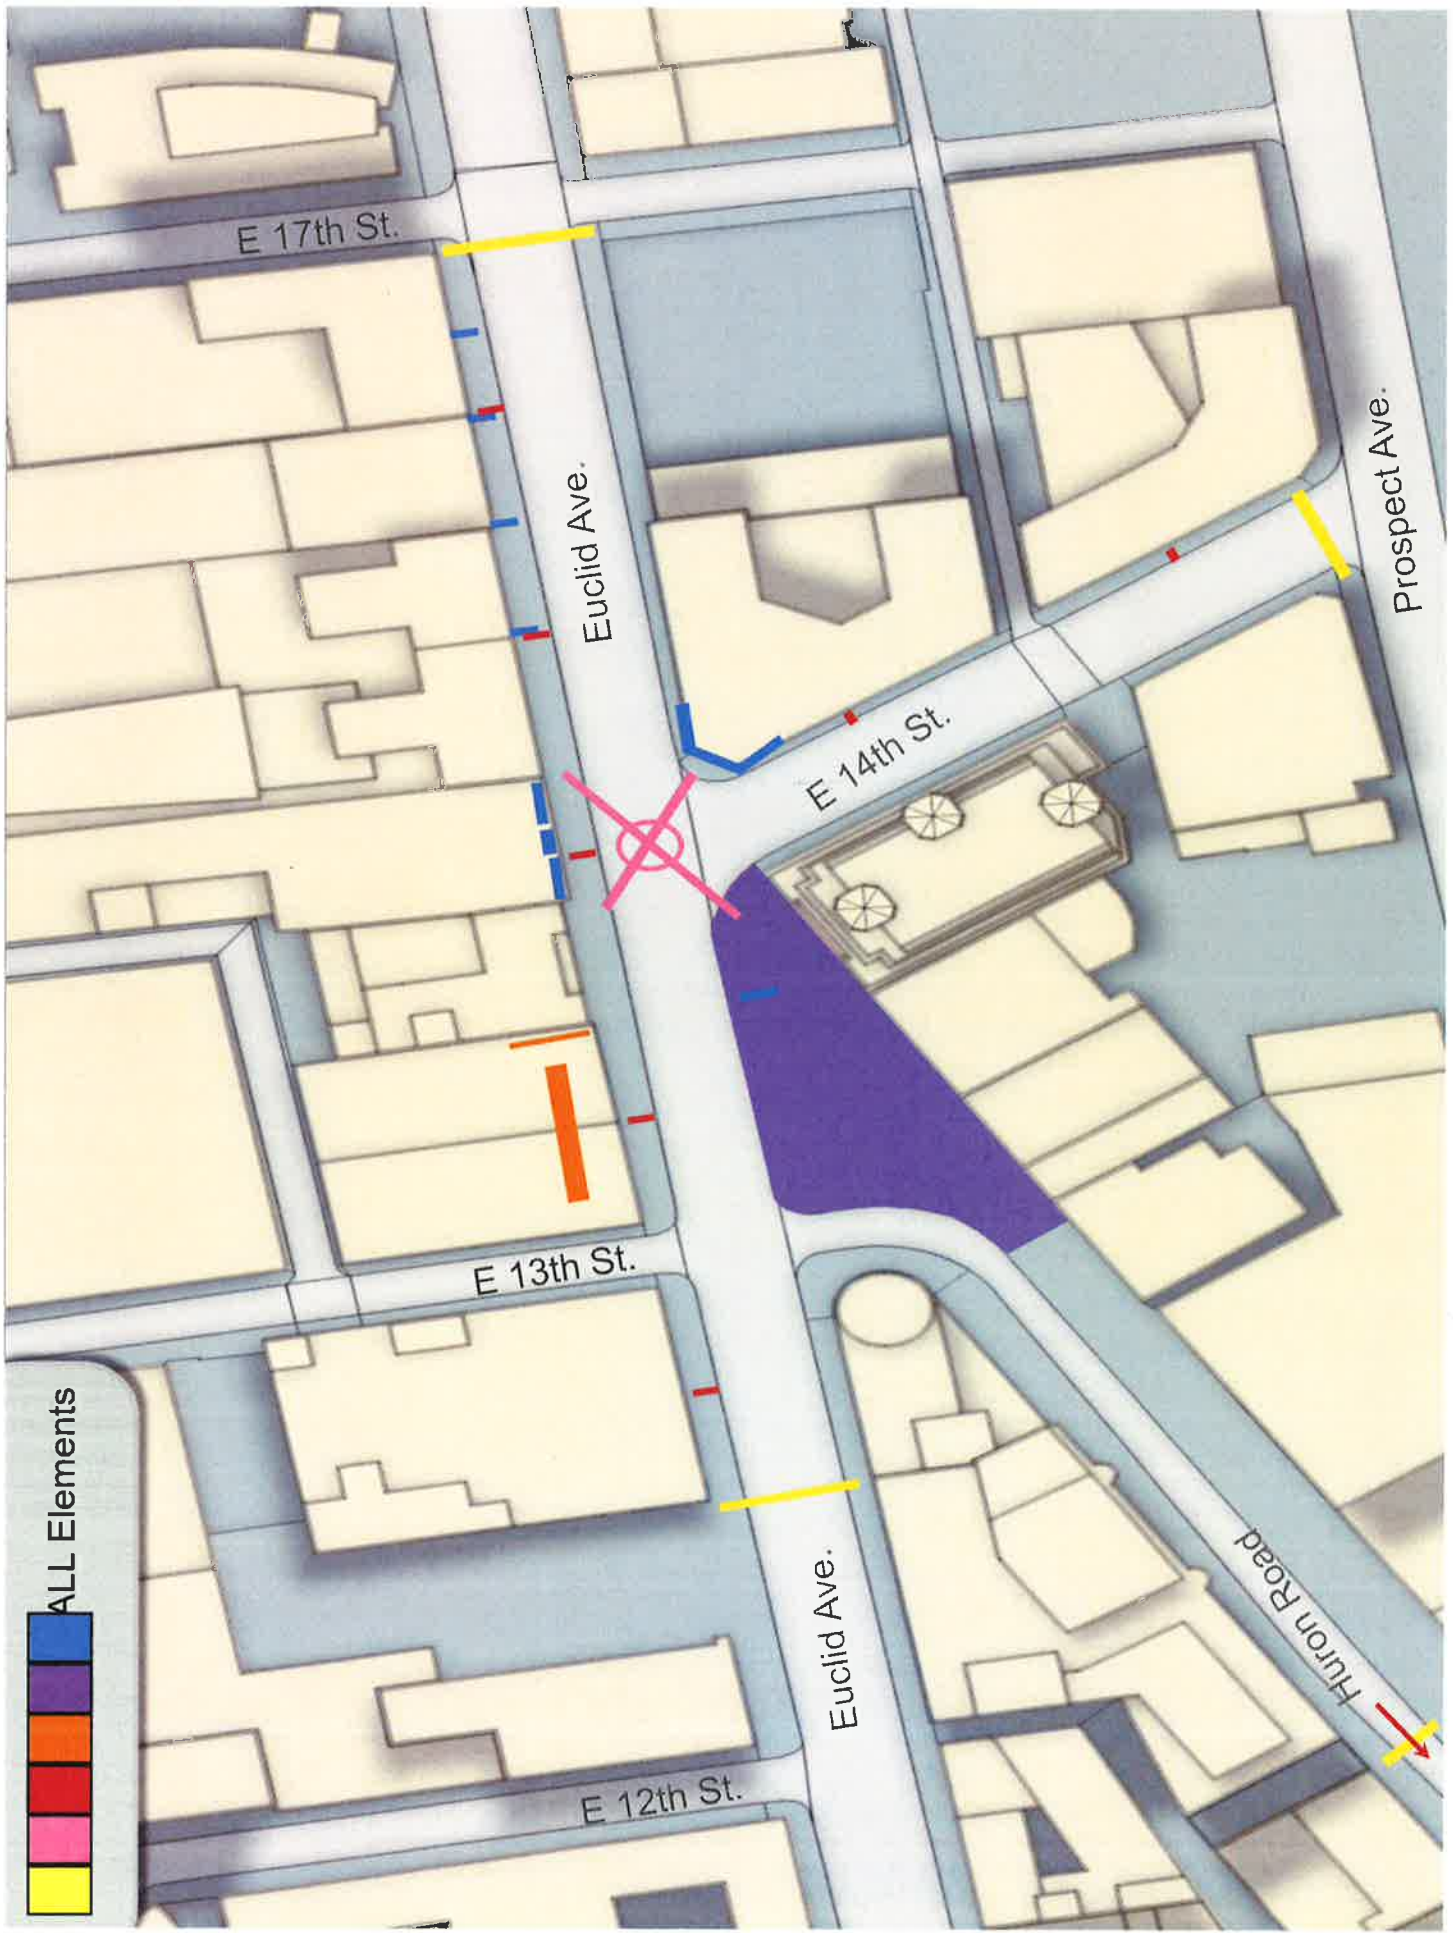 ALL Elements
E 17th St.
Euclid Ave.
Prospect Ave.
E 14th St.
E 13th St.
Huron Road
Euclid Ave.
E 12th St.